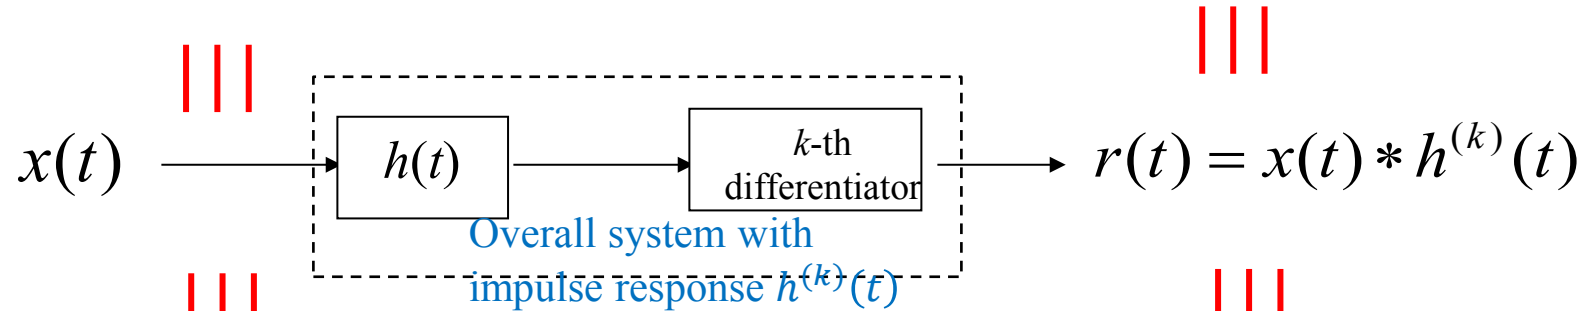 x(t)
h(t)
k-th
differentiator
r(t) = x(t) * h^{(k)}(t)
Overall system with
impulse response h^{(k)}(t)